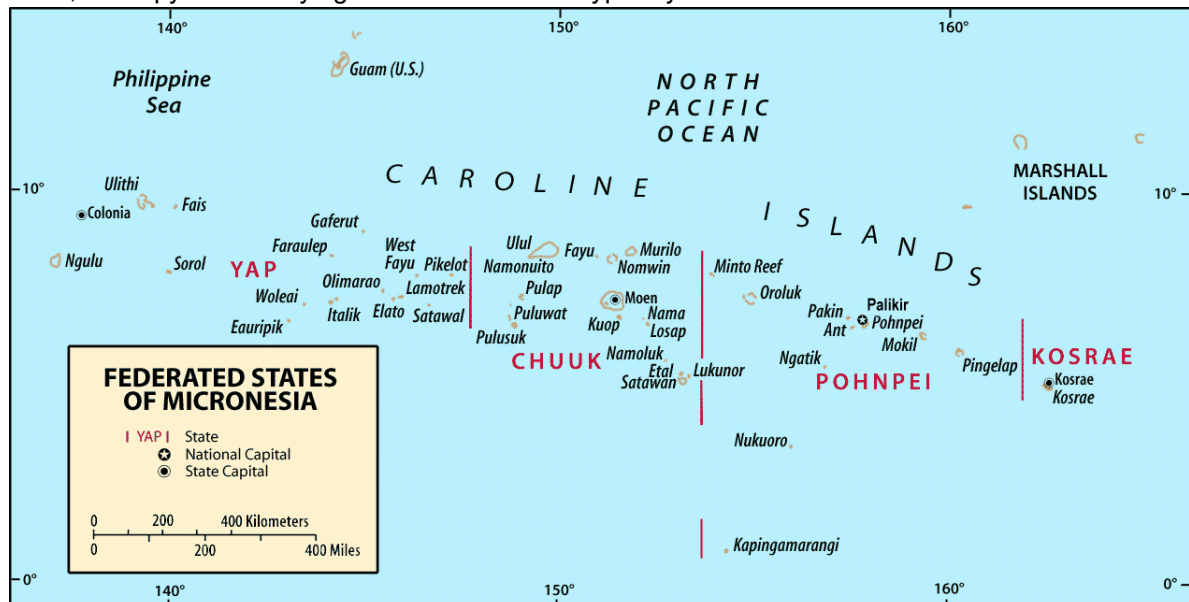 140°
150°
160°
Guam (U.S.)
Philippine
Sea
NORTH
PACIFIC
OCEAN
MARSHALL
ISLANDS
10°
10°
CAROLINE ISLANDS
Ulithi
Colonia
Fais
Ngulu
Sorol
YAP
Gaferut
Faraulep
West
Fayu
Pikelot
Olimarao
Lamotrek
Woleai
Italik
Elato
Satawal
Eauripik
Ulul
Fayu
Murilo
Namonuito
Nomwin
Pulap
Moen
Puluwat
Kuop
Nama
Losap
Pulusuk
CHUUK
Namoluk
Etal
Lukunor
Satawan
Minto Reef
Oroluk
Pakin
Palikir
Ant
Pohnpei
Mokil
Ngatik
POHNPEI
Pingelap
KOSRAE
Kosrae
Kosrae
Nukuoro
Kapingamarangi
FEDERATED STATES
OF MICRONESIA
YAP State
National Capital
State Capital
0 200 400 Kilometers
0 200 400 Miles
0°
0°
140°
150°
160°